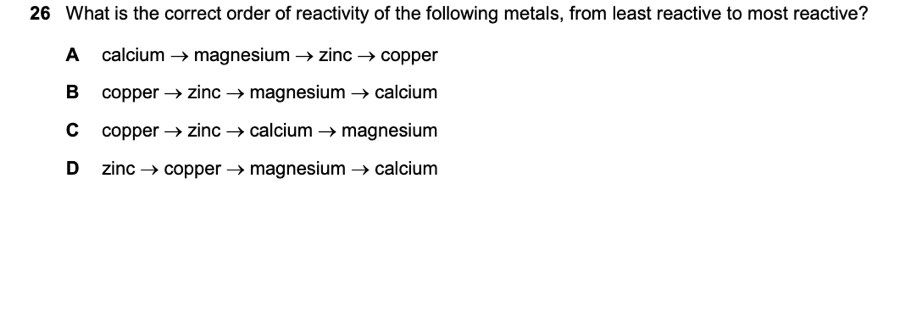 26 What is the correct order of reactivity of the following metals, from least reactive to most reactive?
A calcium → magnesium → zinc → copper
B copper → zinc → magnesium → calcium
C copper → zinc → calcium → magnesium
D zinc → copper → magnesium → calcium